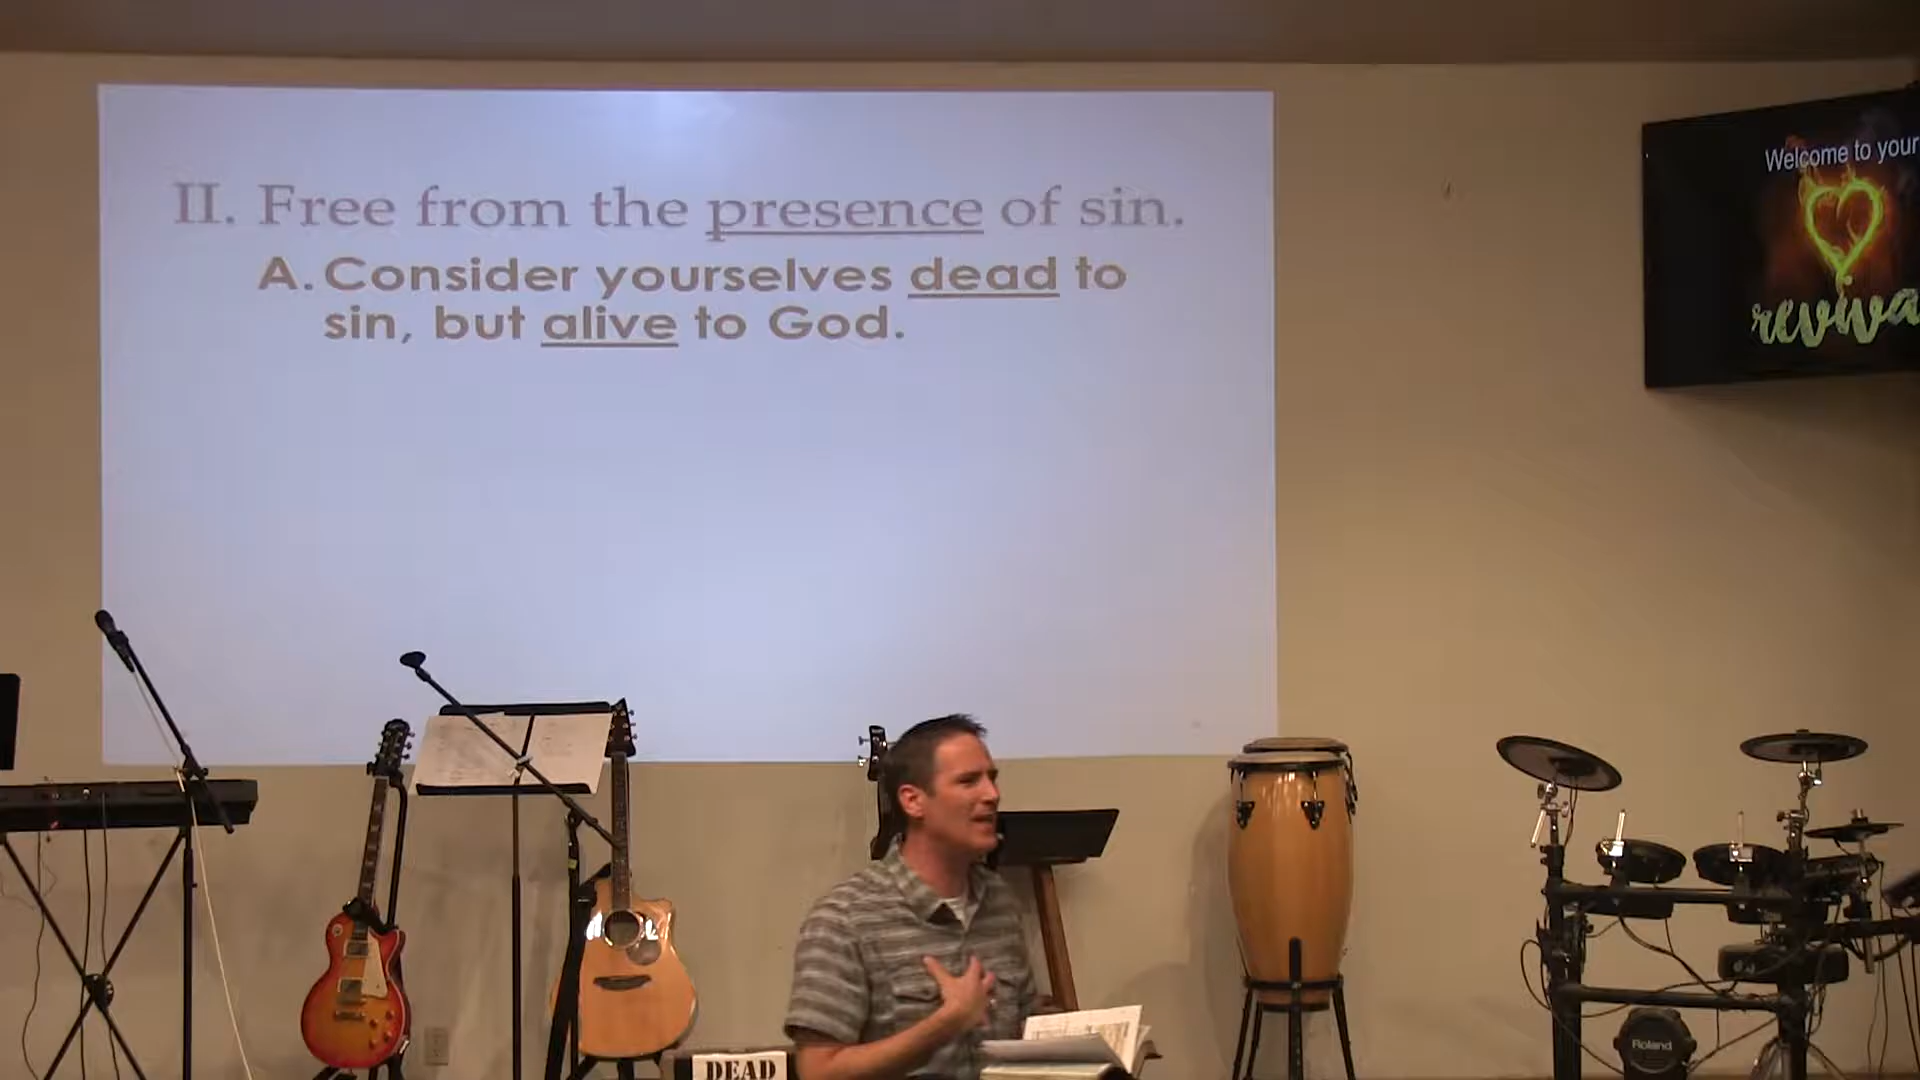 II. Free from the presence of sin.
A. Consider yourselves dead to
sin, but alive to God.
Welcome to your
reviva
DEAD
Roland